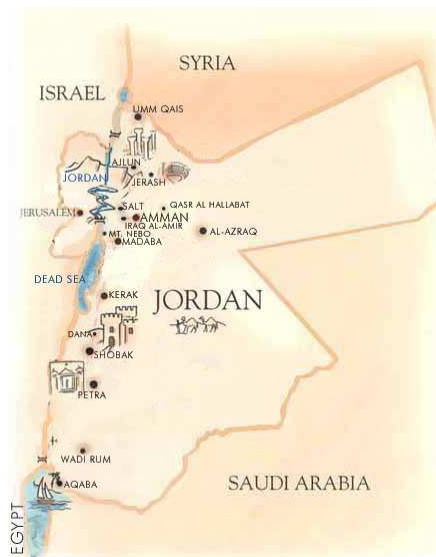 SYRIA
ISRAEL
UMM QAIS
AJLUN
JERASH
JORDAN
SALT
QASR AL HALLABAT
JERUSALEM
AMMAN
IRAQ AL-AMIR
AL-AZRAQ
MT. NEBO
MADABA
DEAD SEA
KERAK
JORDAN
DANA
SHOBAK
PETRA
WADI RUM
AQABA
SAUDI ARABIA
EGYPT